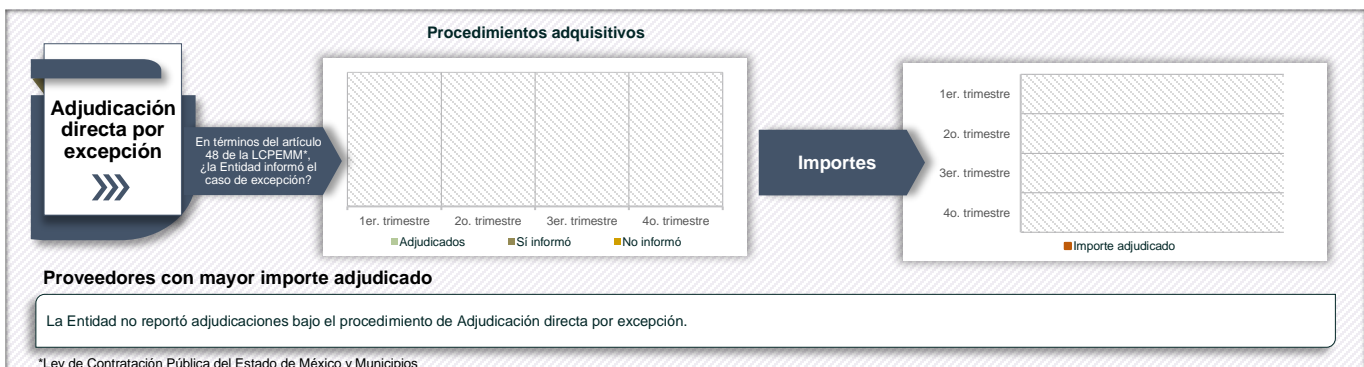 Procedimientos adquisitivos
Adjudicación
directa por
excepción
En términos del artículo
48 de la LCPEMM*,
¿la Entidad informó el
caso de excepción?
1er. trimestre 2o. trimestre 3er. trimestre 4o. trimestre
Adjudicados Sí informó No informó
Importes
1er. trimestre
2o. trimestre
3er. trimestre
4o. trimestre
Importe adjudicado
Proveedores con mayor importe adjudicado
La Entidad no reportó adjudicaciones bajo el procedimiento de Adjudicación directa por excepción.
*Ley de Contratación Pública del Estado de México y Municipios